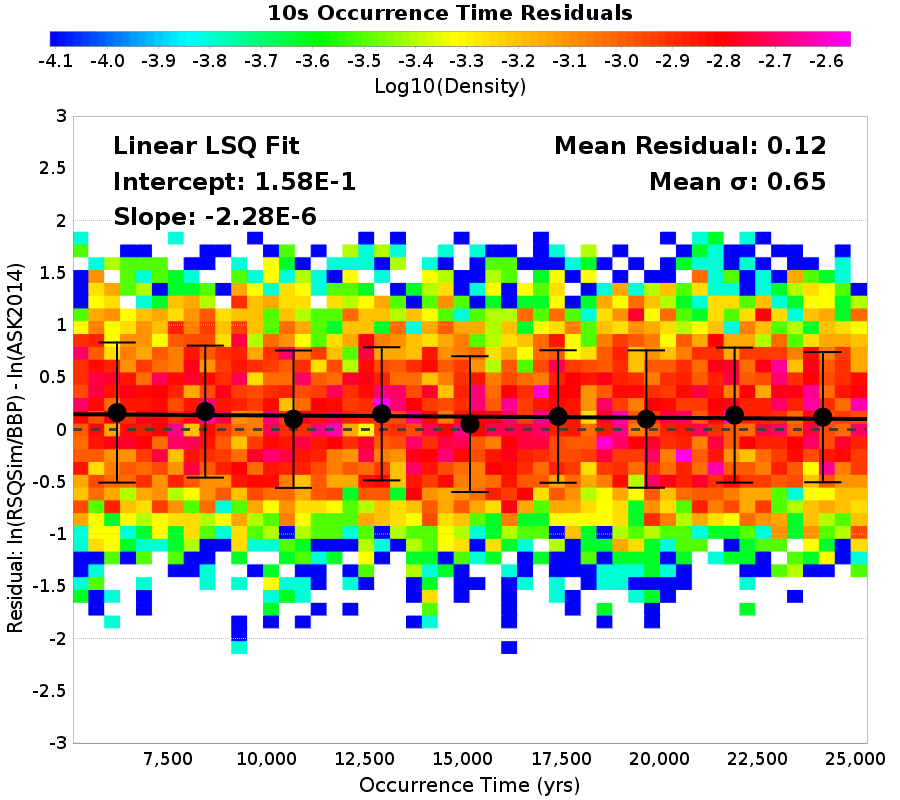 10s Occurrence Time Residuals
-4.1 -4.0 -3.9 -3.8 -3.7 -3.6 -3.5 -3.4 -3.3 -3.2 -3.1 -3.0 -2.9 -2.8 -2.7 -2.6
Log10(Density)
Linear LSQ Fit
Mean Residual: 0.12
Intercept: 1.58E-1
Mean σ: 0.65
Slope: -2.28E-6
Residual: ln(RSQSim/BBP) - ln(ASK2014)
3
2.5
2
1.5
1
0.5
0
-0.5
-1
-1.5
-2
-2.5
-3
7,500 10,000 12,500 15,000 17,500 20,000 22,500 25,000
Occurrence Time (yrs)